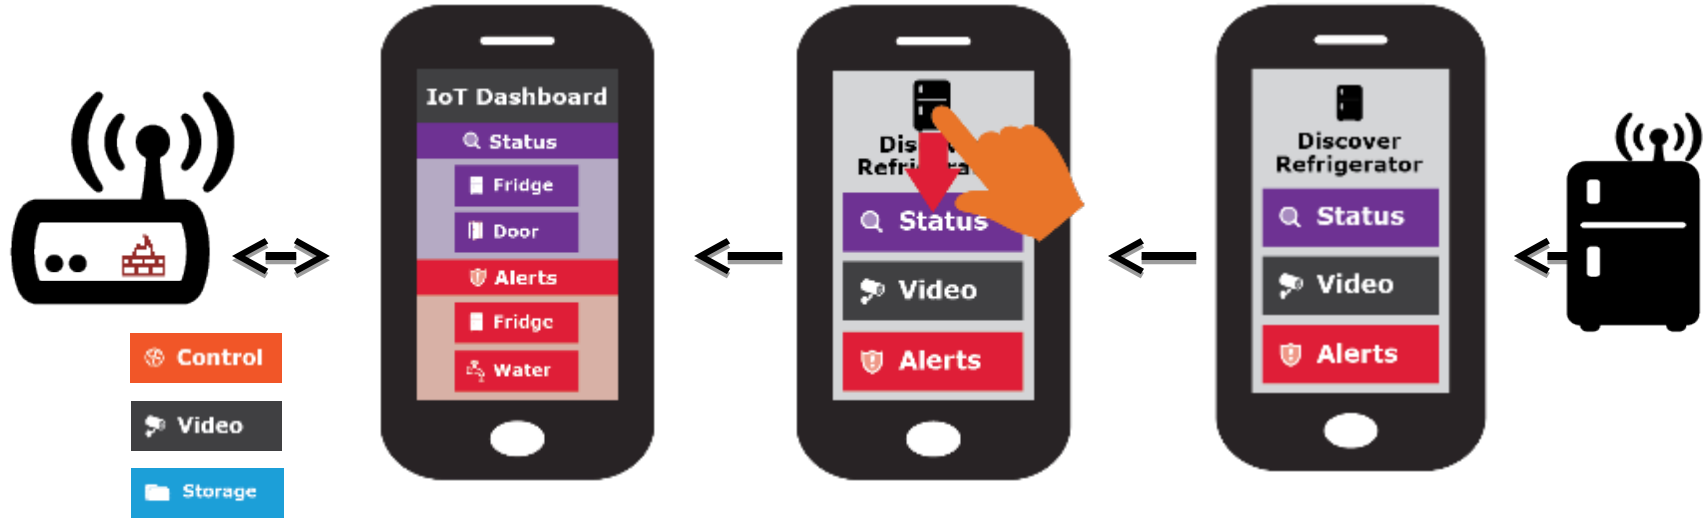 Control
Video
Storage
IoT Dashboard
Status
Fridge
Door
Alerts
Fridge
Water
Status
Video
Alerts
Discover
Refrigerator
Status
Video
Alerts